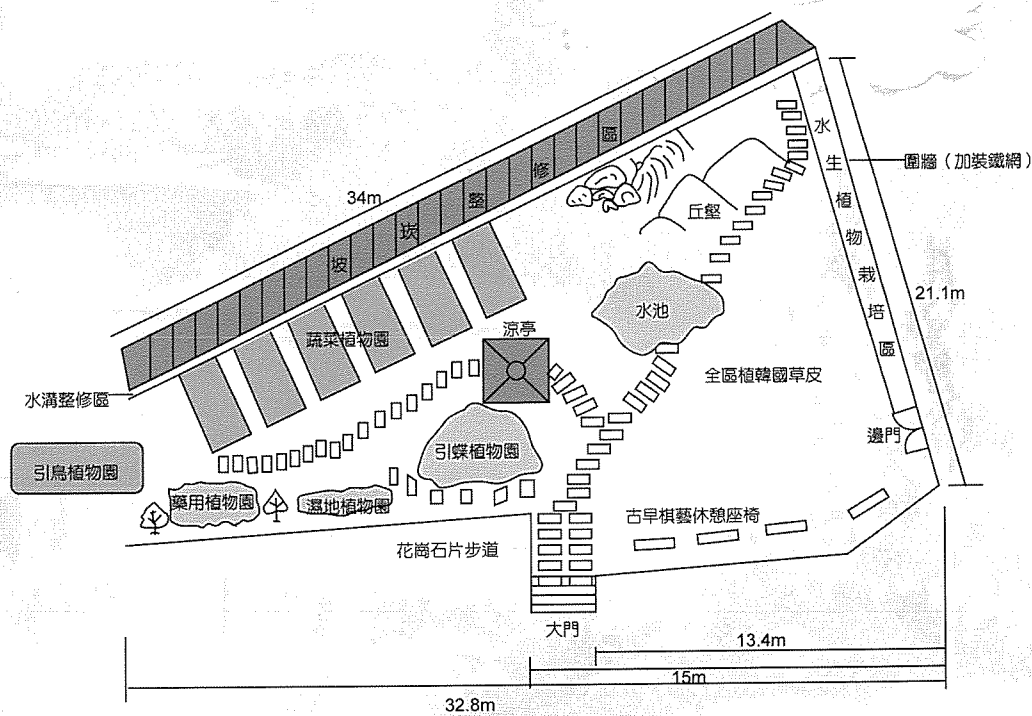 坡崁整修區
34m
水生植物栽培區
圍牆（加裝鐵網）
丘壑
21.1m
水池
涼亭
蔬菜植物園
全區植韓國草皮
水溝整修區
邊門
引鳥植物園
引蝶植物園
藥用植物園
濕地植物園
古早棋藝休憩座椅
花崗石片步道
大門
13.4m
15m
32.8m